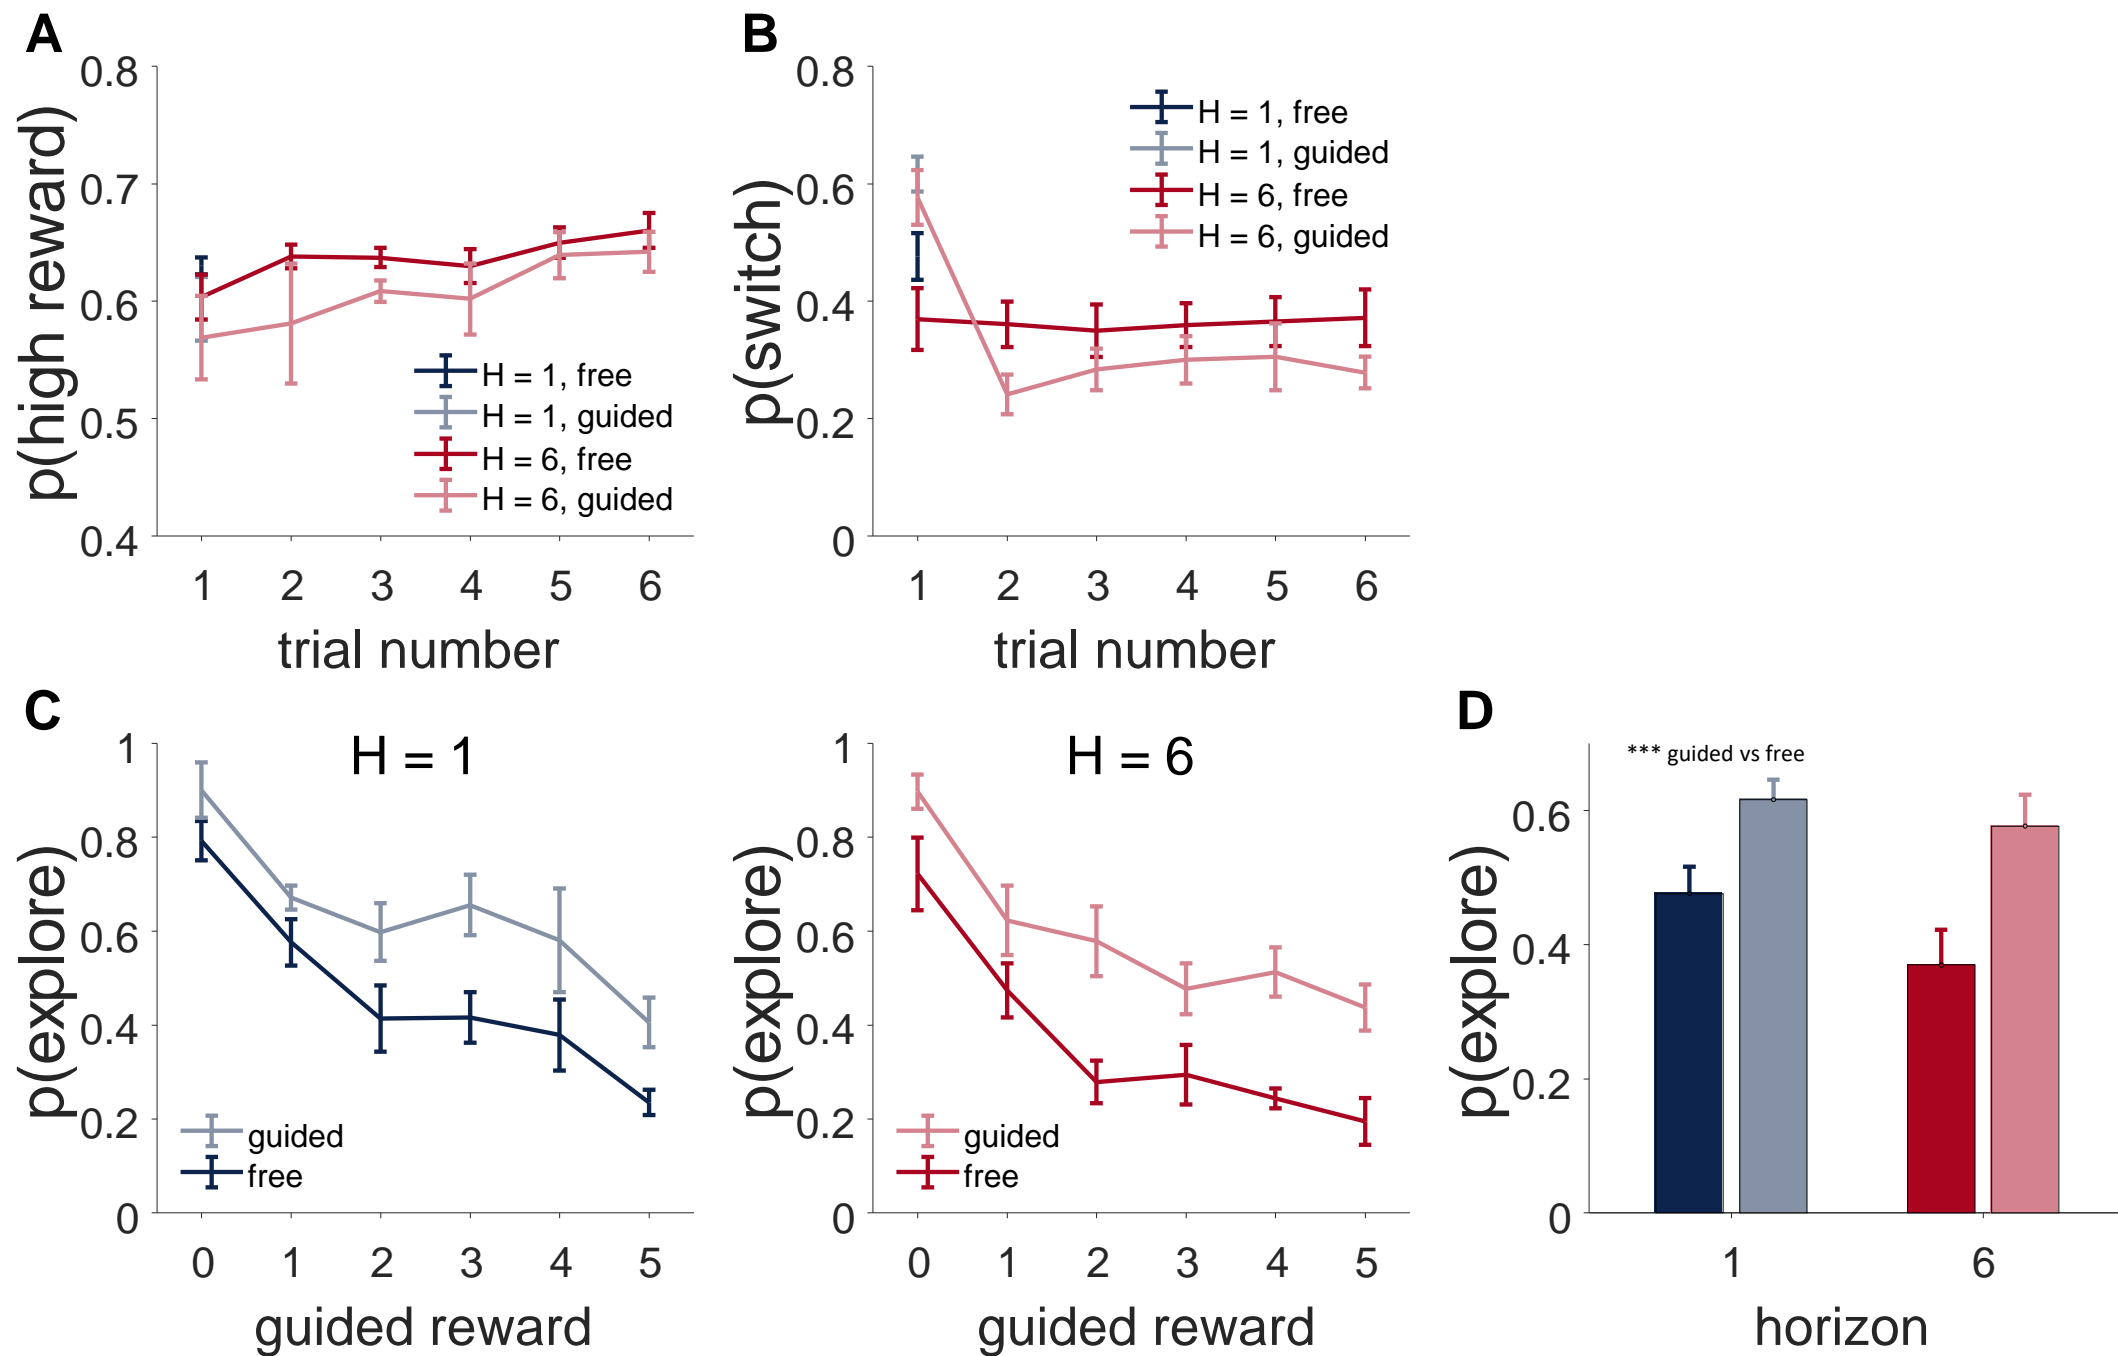 A
p(high reward)
0.8
0.7
0.6
0.5
0.4
H = 1, free
H = 1, guided
H = 6, free
H = 6, guided
1 2 3 4 5 6
trial number
B
p(switch)
0.8
0.6
0.4
0.2
0
H = 1, free
H = 1, guided
H = 6, free
H = 6, guided
1 2 3 4 5 6
trial number
C
H = 1
p(explore)
1
0.8
0.6
0.4
0.2
0
guided
free
0 1 2 3 4 5
guided reward
H = 6
p(explore)
1
0.8
0.6
0.4
0.2
0
guided
free
0 1 2 3 4 5
guided reward
D
*** guided vs free
p(explore)
0.6
0.4
0.2
0
1 6
horizon